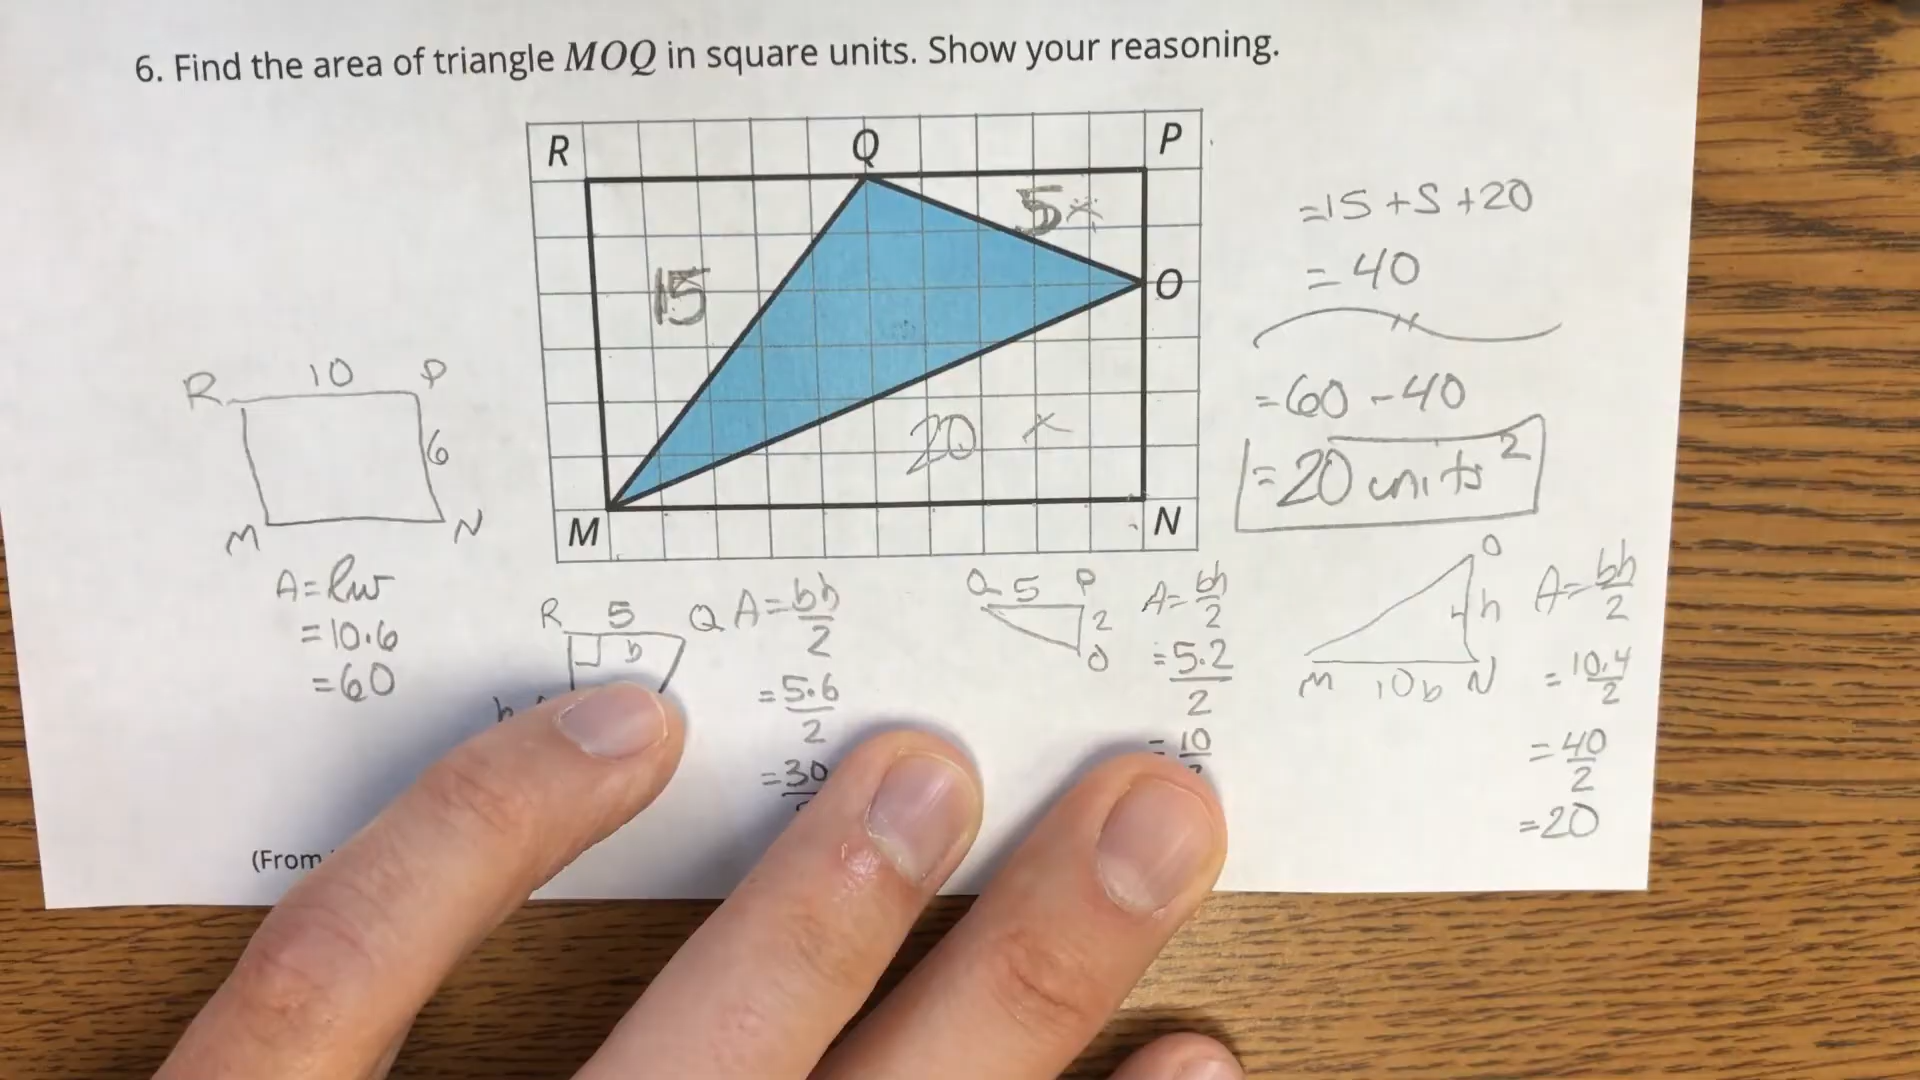 6. Find the area of triangle MOQ in square units. Show your reasoning.
R Q P
5
15
O
20
M N
=15 +5 +20
= 40
=60 -40
=20 units²
R 10 P
6
M N
A=lw
=10.6
=60
R 5 Q
b
h
A=bh/2
=5.6/2
=30
Q 5 P
2
O
A=bh/2
=5.2/2
=10
O
4h
M 10b N
A=bh/2
=10.4/2
=40/2
=20
(From